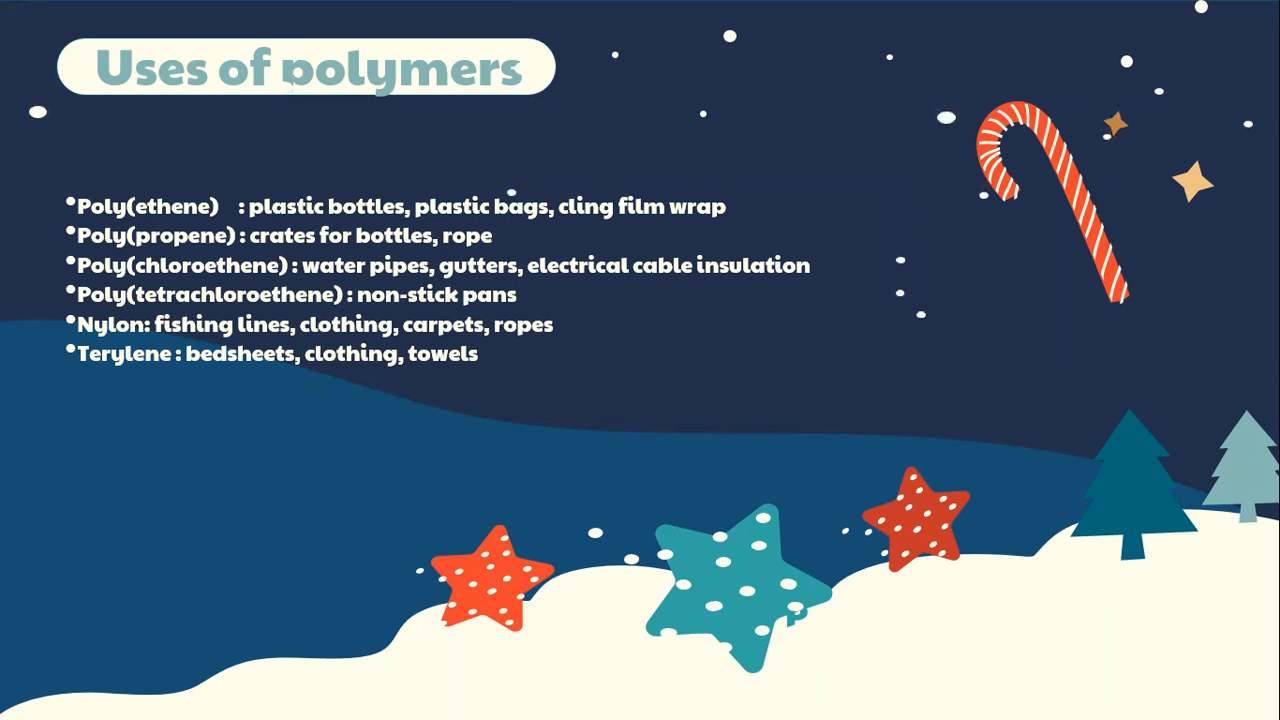 Uses of polymers
•Poly(ethene) : plastic bottles, plastic bags, cling film wrap
•Poly(propene) : crates for bottles, rope
•Poly(chloroethene) : water pipes, gutters, electrical cable insulation
•Poly(tetrachloroethene) : non-stick pans
•Nylon: fishing lines, clothing, carpets, ropes
•Terylene : bedsheets, clothing, towels